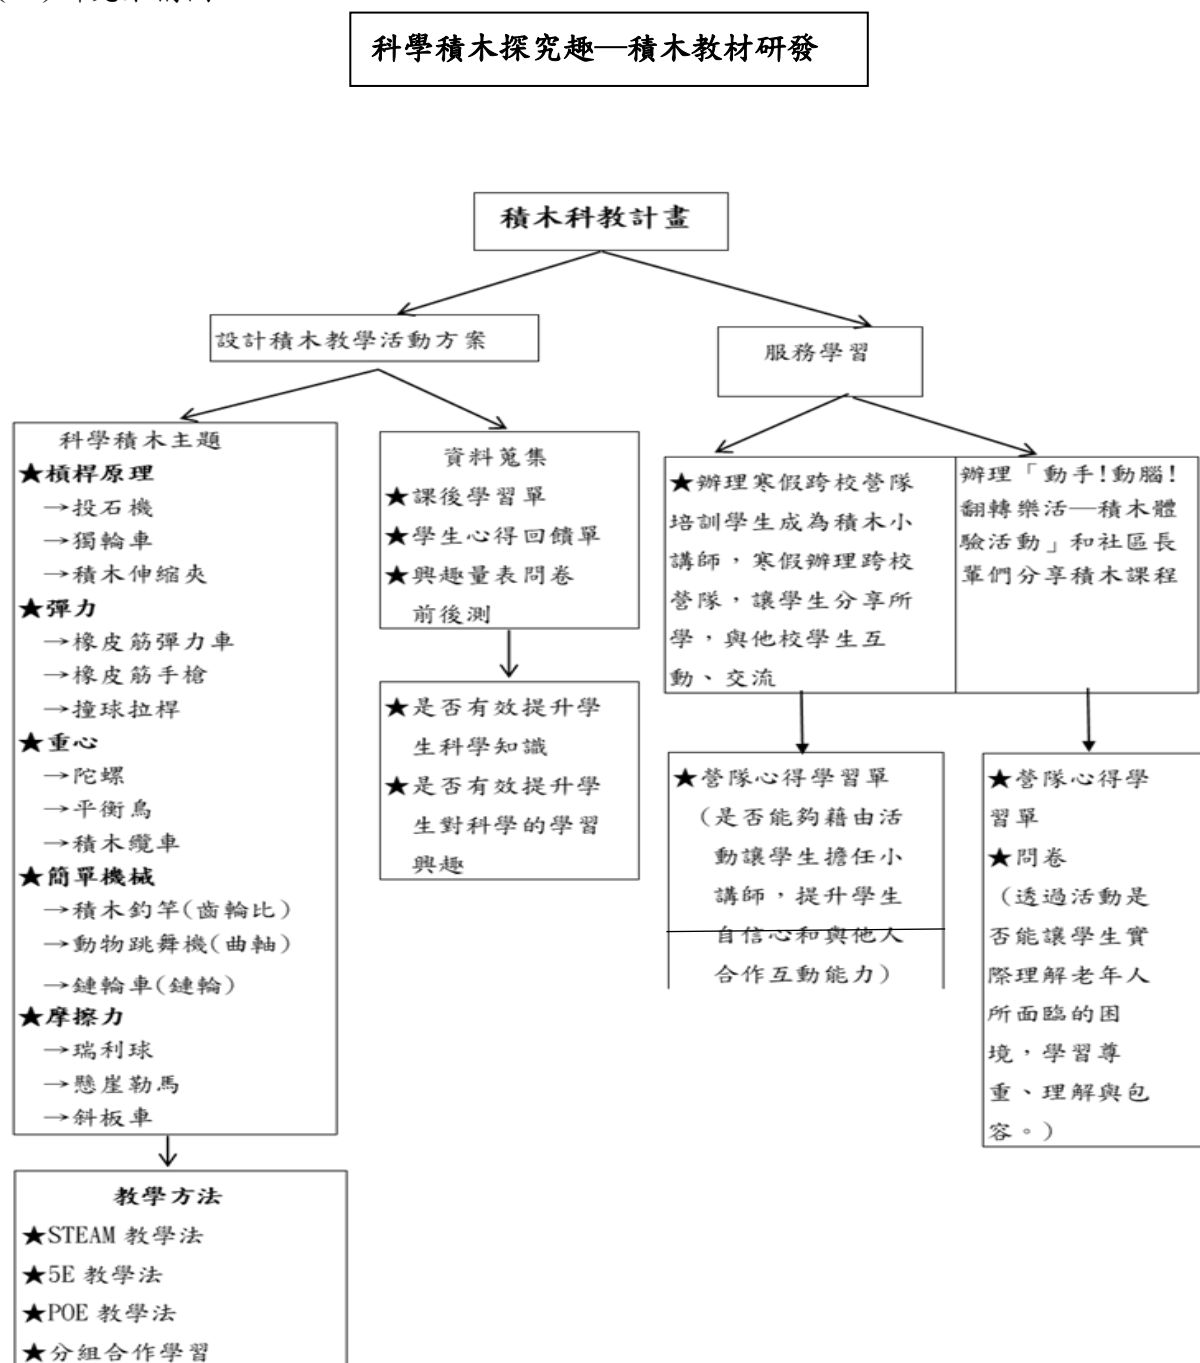 科學積木探究趣—積木教材研發
積木科教計畫
設計積木教學活動方案
服務學習
科學積木主題
★槓桿原理
→投石機
→獨輪車
→積木伸縮夾
★彈力
→橡皮筋彈力車
→橡皮筋手槍
→撞球拉桿
★重心
→陀螺
→平衡鳥
→積木纜車
★簡單機械
→積木釣竿(齒輪比)
→動物跳舞機(曲軸)
→鏈輪車(鏈輪)
★摩擦力
→瑞利球
→懸崖勒馬
→斜板車
教學方法
★STEAM 教學法
★5E 教學法
★POE 教學法
★分組合作學習
資料蒐集
★課後學習單
★學生心得回饋單
★興趣量表問卷
前後測
★是否有效提升學
生科學知識
★是否有效提升學
生對科學的學習
興趣
★辦理寒假跨校營隊
培訓學生成為積木小
講師，寒假辦理跨校
營隊，讓學生分享所
學，與他校學生互
動、交流
★營隊心得學習單
（是否能夠藉由活
動讓學生擔任小
講師，提升學生
自信心和與他人
合作互動能力）
辦理「動手!動腦!
翻轉樂活—積木體
驗活動」和社區長
輩們分享積木課程
★營隊心得學
習單
★問卷
（透過活動是
否能讓學生實
際理解老年人
所面臨的困
境，學習尊
重、理解與包
容。）